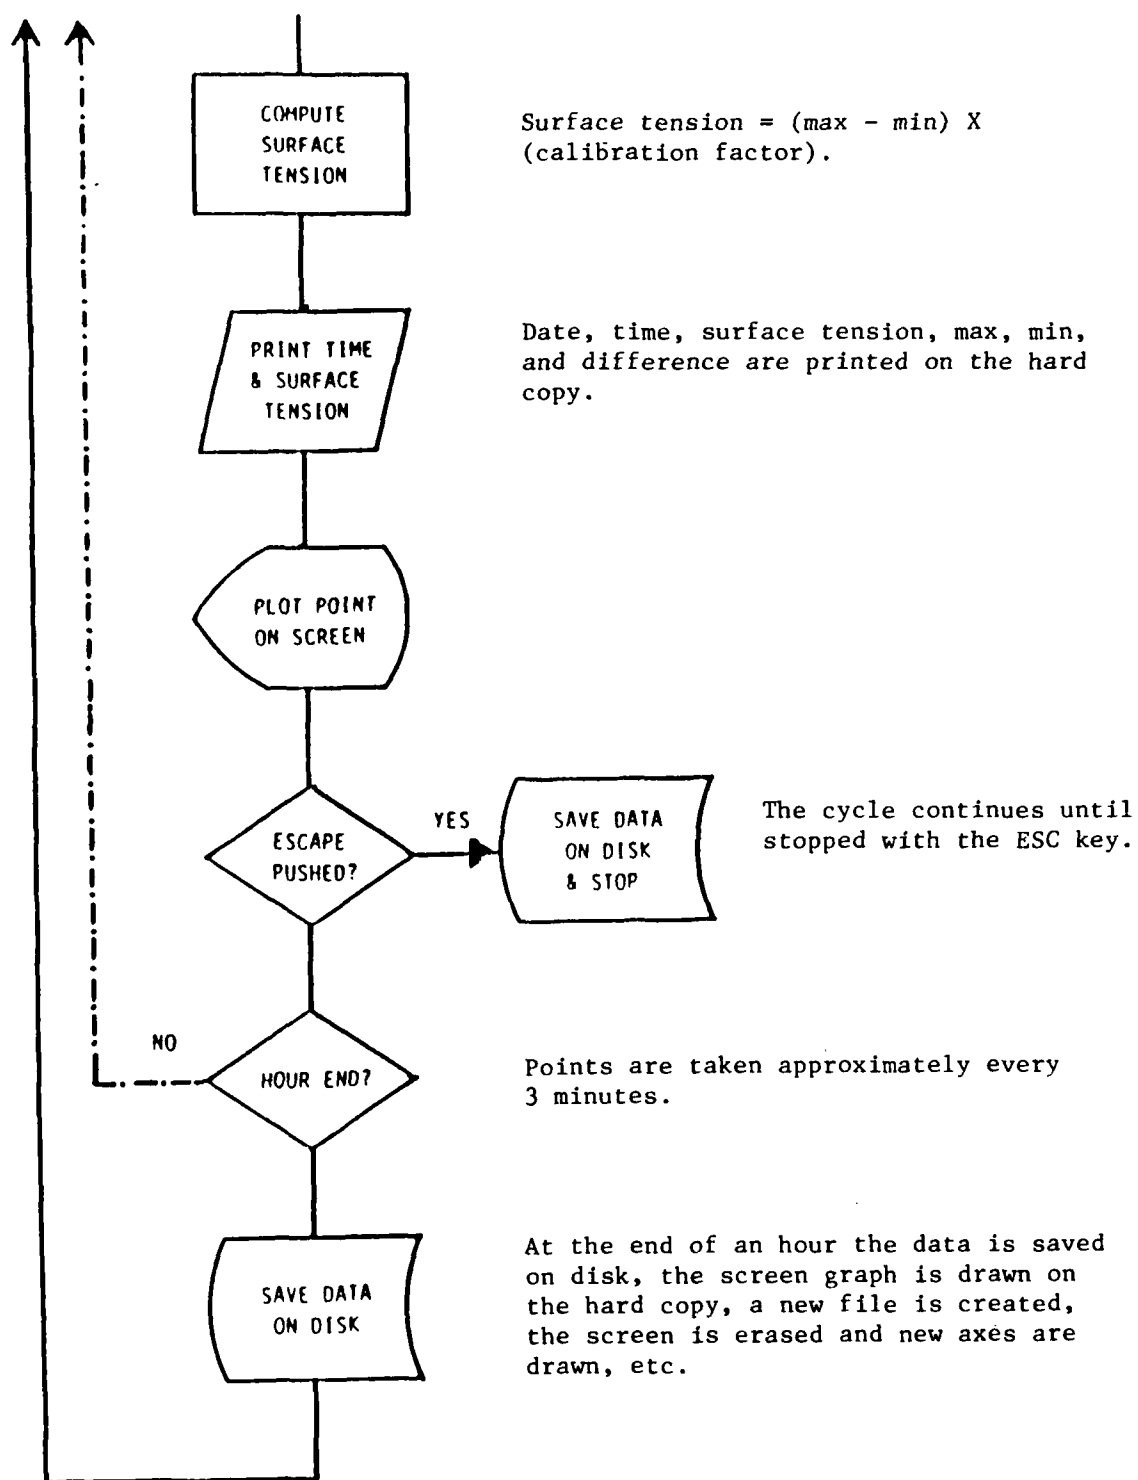 COMPUTE
SURFACE
TENSION
Surface tension = (max - min) X
(calibration factor).
PRINT TIME
& SURFACE
TENSION
Date, time, surface tension, max, min,
and difference are printed on the hard
copy.
PLOT POINT
ON SCREEN
ESCAPE
PUSHED?
YES
SAVE DATA
ON DISK
& STOP
The cycle continues until
stopped with the ESC key.
NO
HOUR END?
Points are taken approximately every
3 minutes.
SAVE DATA
ON DISK
At the end of an hour the data is saved
on disk, the screen graph is drawn on
the hard copy, a new file is created,
the screen is erased and new axes are
drawn, etc.